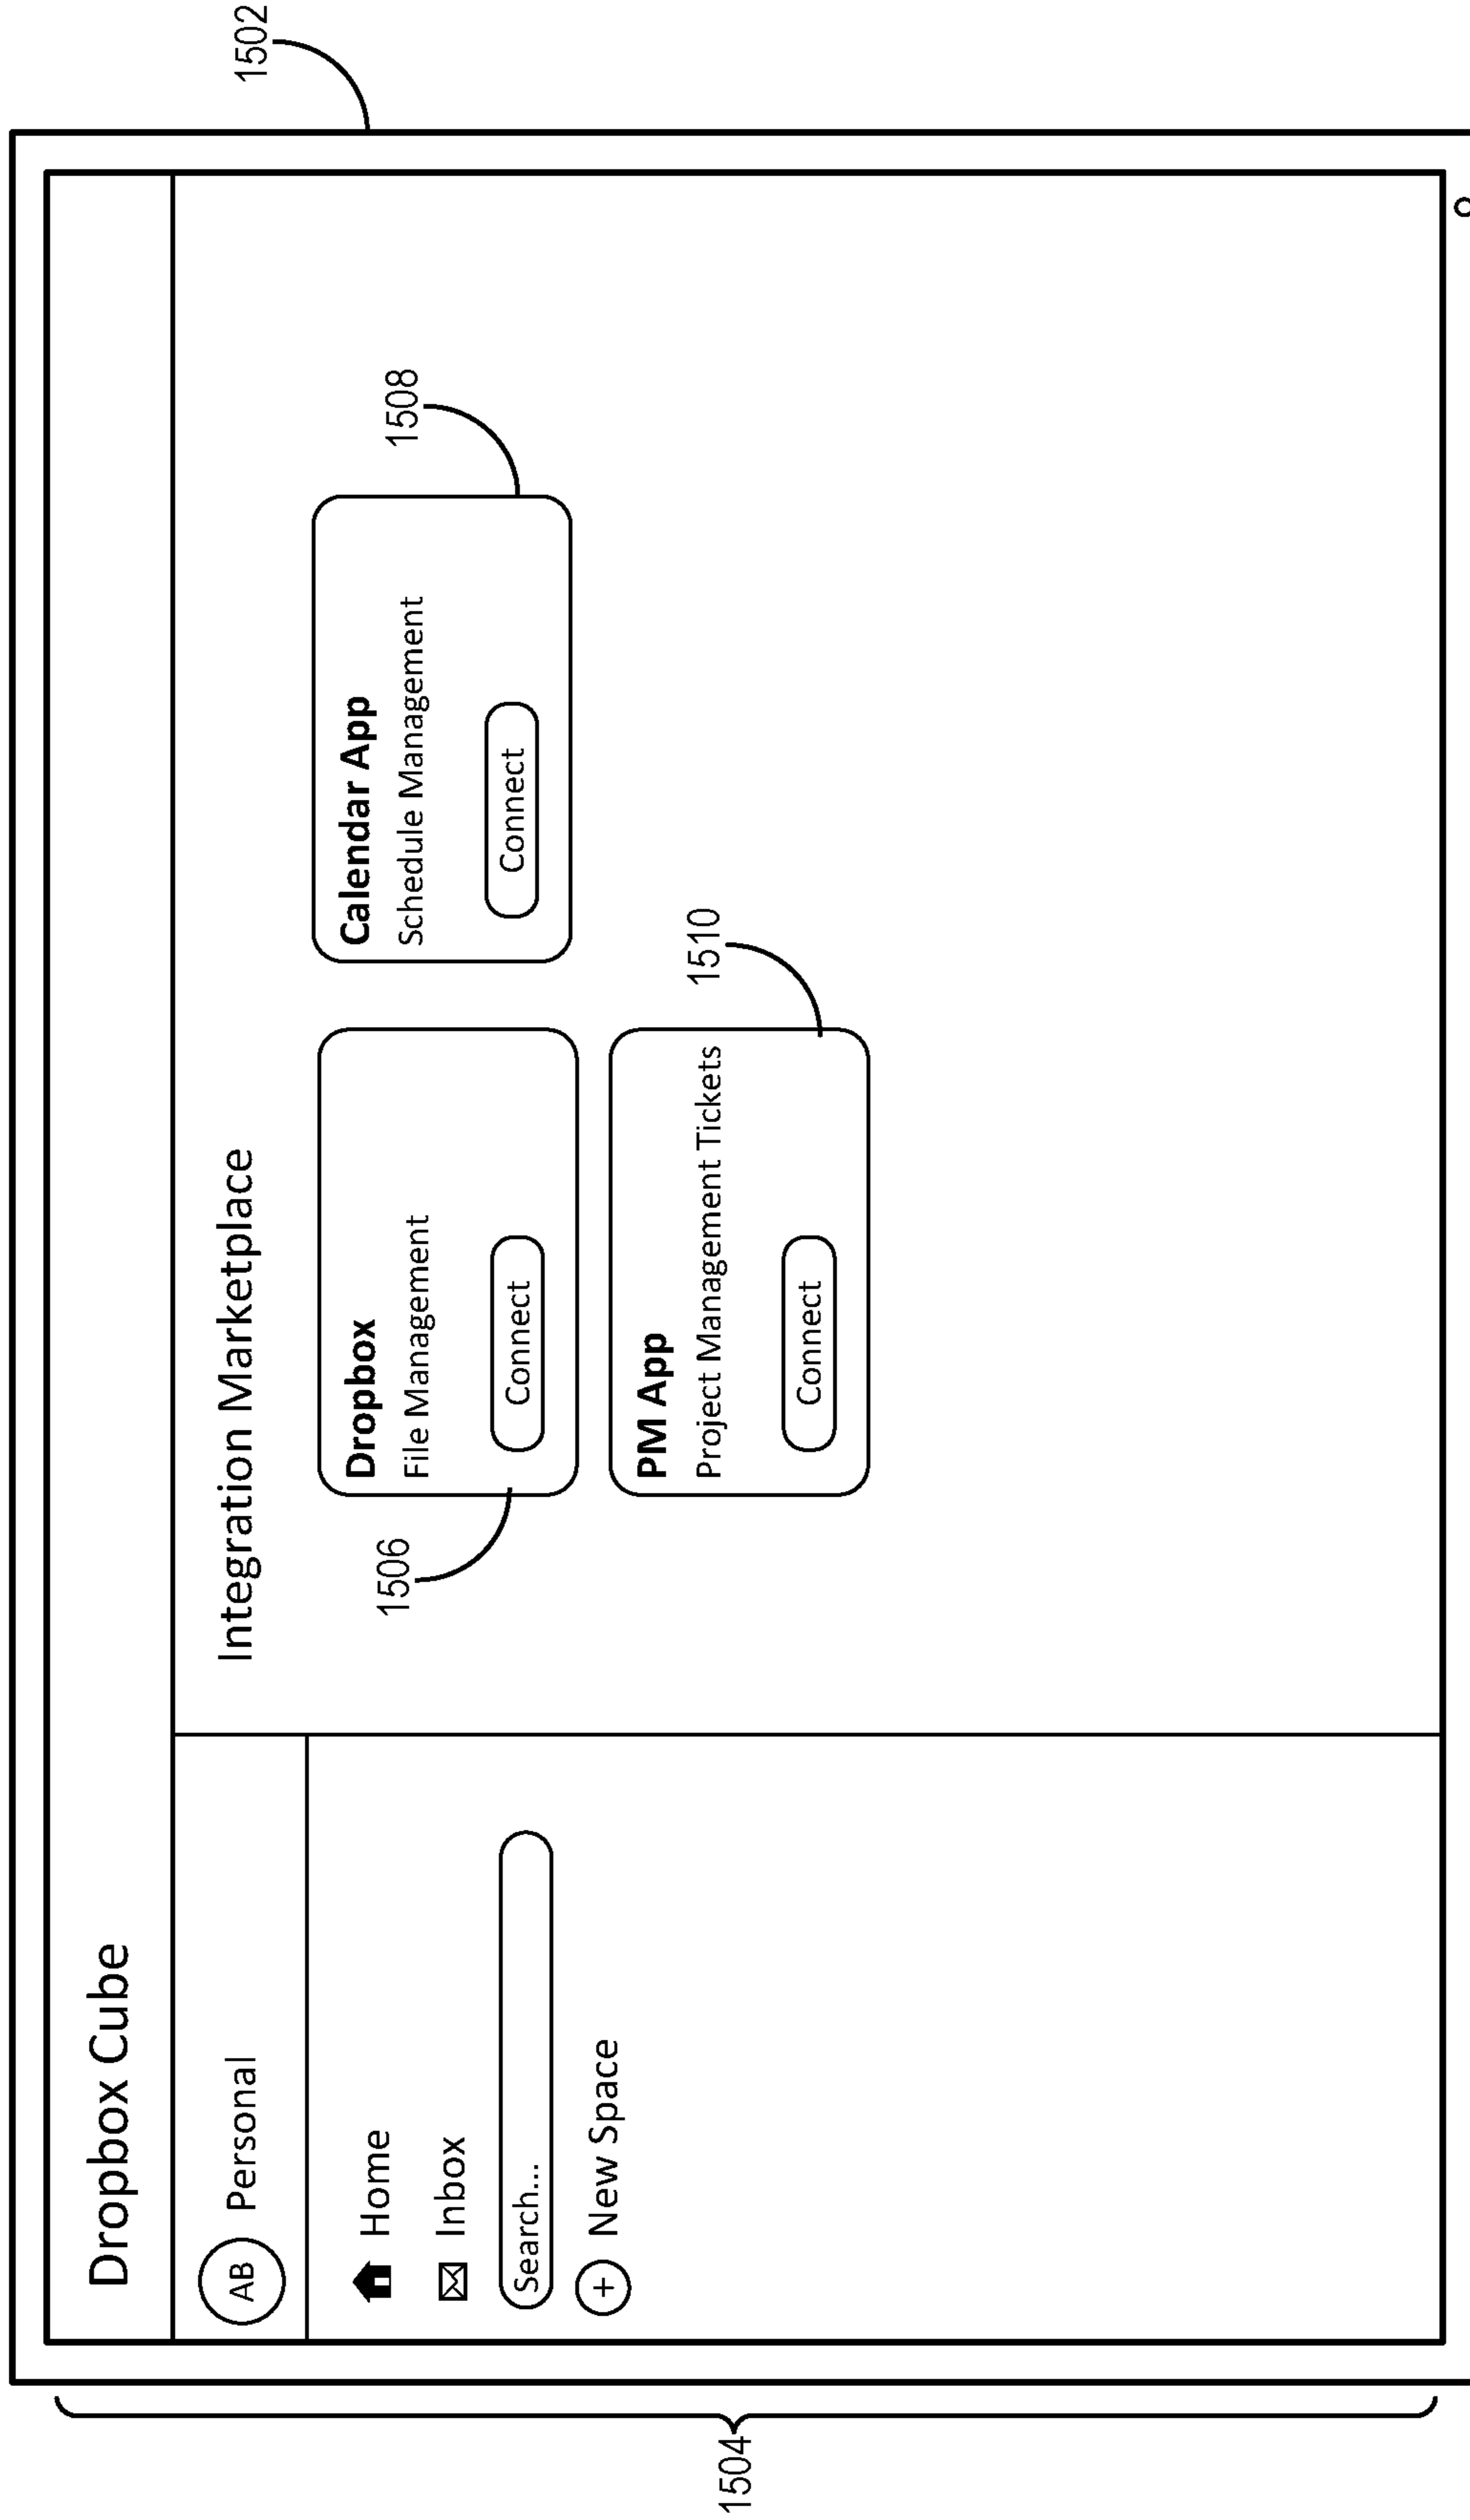 Dropbox Cube
1502
AB
Personal
Home
Inbox
Search...
+ New Space
Integration Marketplace
1506
Dropbox
File Management
Connect
Calendar App
Schedule Management
Connect
1508
PM App
Project Management Tickets
Connect
1510
1504